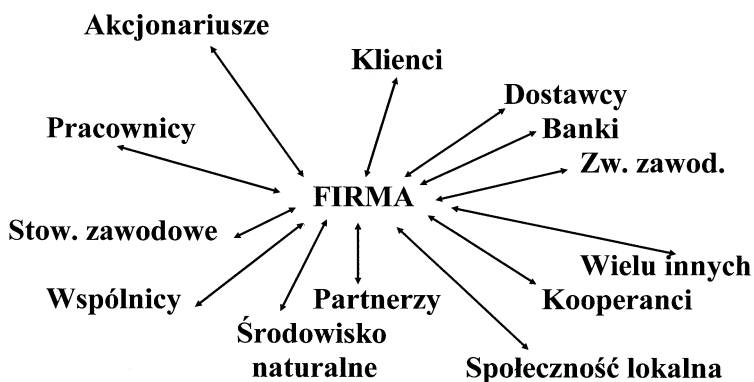 Akcjonariusze
Klienci
Dostawcy
Pracownicy
Banki
Zw. zawod.
FIRMA
Stow. zawodowe
Wielu innych
Wspólnicy
Partnerzy
Kooperanci
Środowisko
naturalne
Społeczność lokalna